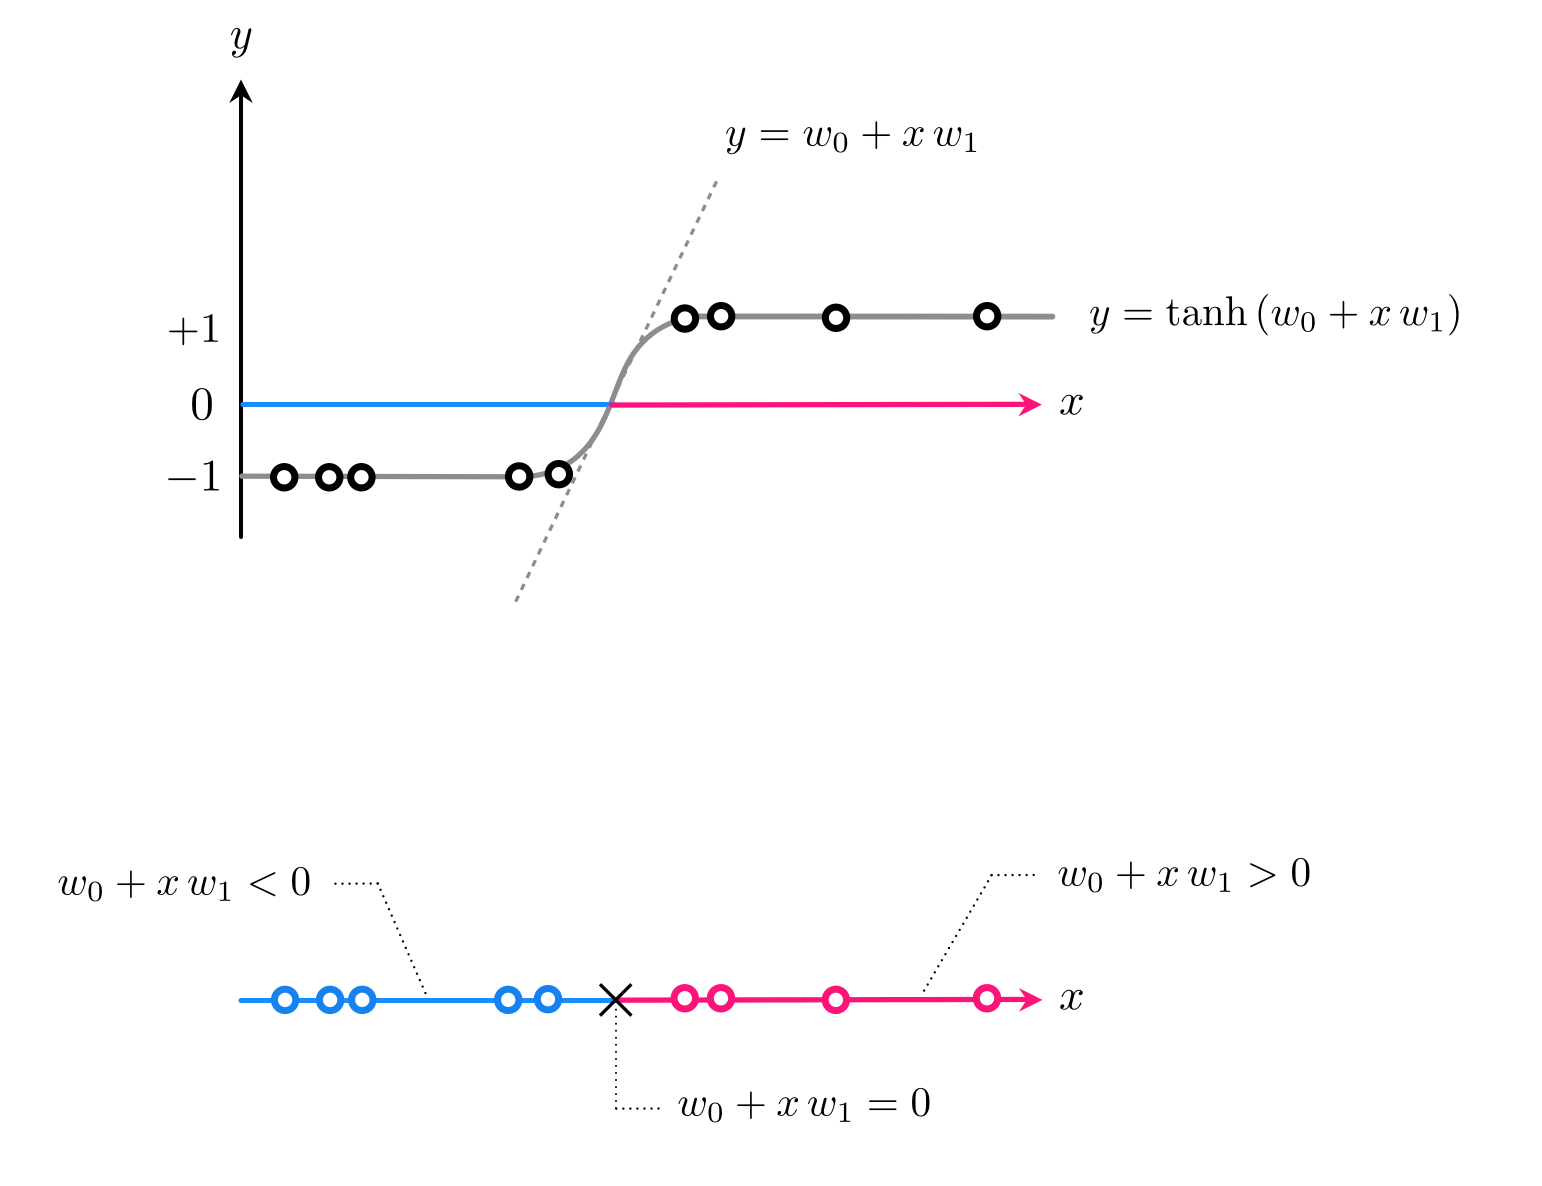 y
y = w₀ + x w₁
+1
y = tanh (w₀ + x w₁)
0
x
−1
w₀ + x w₁ < 0
w₀ + x w₁ > 0
x
w₀ + x w₁ = 0